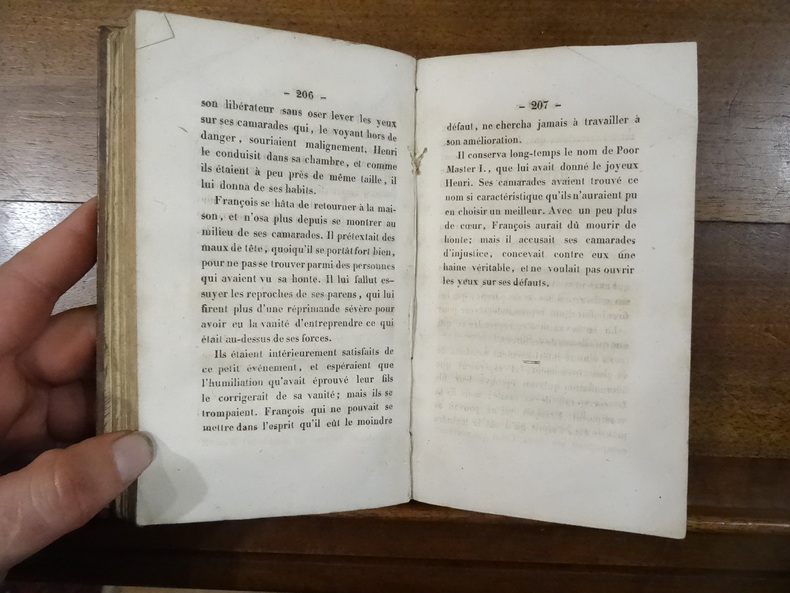 – 206 –
son libérateur sans oser lever les yeux
sur ses camarades qui, le voyant hors de
danger, souriaient malignement. Henri
le conduisit dans sa chambre, et comme
ils étaient à peu près de même taille, il
lui donna de ses habits.
François se hâta de retourner à la mai-
son, et n'osa plus depuis se montrer au
milieu de ses camarades. Il prétextait des
maux de tête, quoiqu'il se portât fort bien,
pour ne pas se trouver parmi des personnes
qui avaient vu sa honte. Il lui fallut es-
suyer les reproches de ses parens, qui lui
firent plus d'une réprimande sévère pour
avoir eu la vanité d'entreprendre ce qui
était au-dessus de ses forces.
Ils étaient intérieurement satisfaits de
ce petit événement, et espéraient que
l'humiliation qu'avait éprouvé leur fils
le corrigerait de sa vanité; mais ils se
trompaient. François qui ne pouvait se
mettre dans l'esprit qu'il eût le moindre
– 207 –
défaut, ne chercha jamais à travailler à
son amélioration.
Il conserva long-temps le nom de Poor
Master I., que lui avait donné le joyeux
Henri. Ses camarades avaient trouvé ce
nom si caractéristique qu'ils n'auraient pu
en choisir un meilleur. Avec un peu plus
de cœur, François aurait dû mourir de
honte; mais il accusait ses camarades
d'injustice, concevait contre eux une
haine véritable, et ne voulait pas ouvrir
les yeux sur ses défauts.